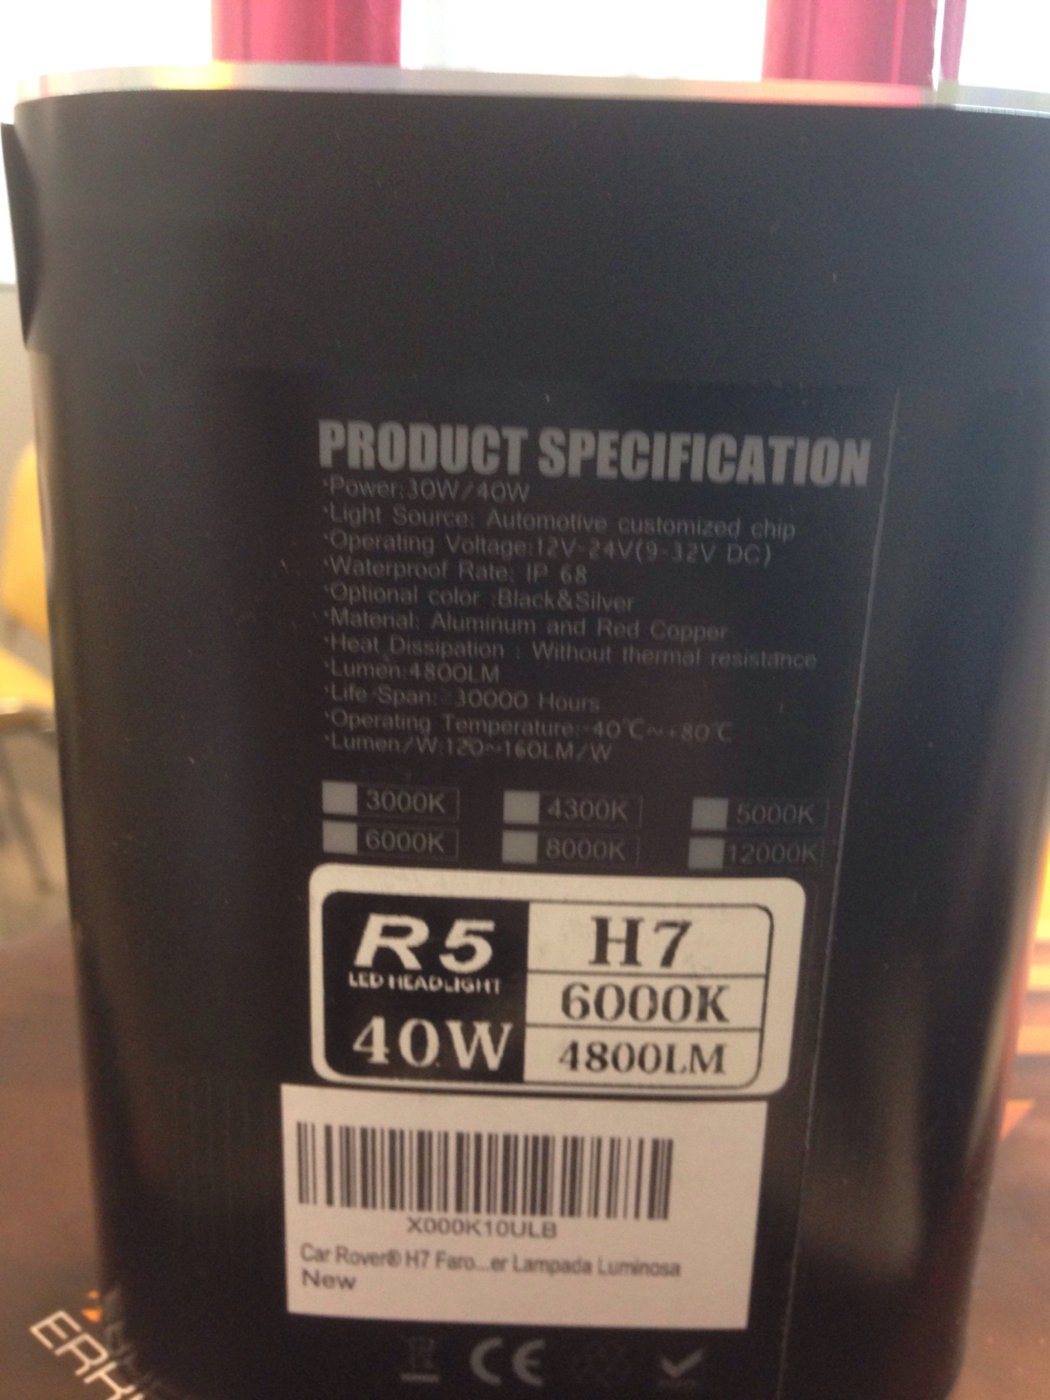 PRODUCT SPECIFICATION
·Power:30W/40W
·Light Source: Automotive customized chip
·Operating Voltage:12V-24V(9-32V DC)
·Waterproof Rate: IP 68
·Optional color :Black&Silver
·Material: Aluminum and Red Copper
·Heat Dissipation : Without thermal resistance
·Lumen:4800LM
·Life Span: 30000 Hours
·Operating Temperature:-40℃~+80℃
·Lumen/W:120~160LM/W
3000K 4300K 5000K
6000K 8000K 12000K
R5
LED HEADLIGHT
40W
H7
6000K
4800LM
X000K10ULB
Car Rover® H7 Faro...er Lampada Luminosa
New
CE